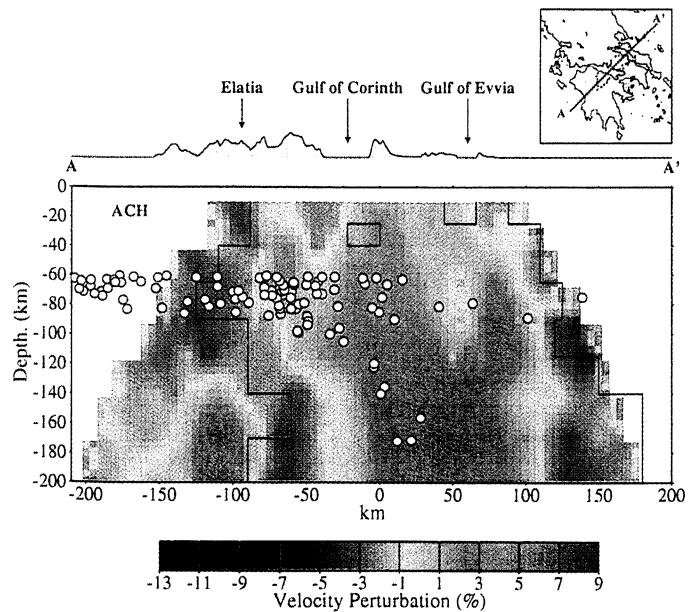 A'
A
Elatia Gulf of Corinth Gulf of Evvia
A A'
0
ACH
-20
-40
-60
-80
-100
-120
-140
-160
-180
-200
Depth. (km)
-200 -150 -100 -50 0 50 100 150 200
km
-13 -11 -9 -7 -5 -3 -1 1 3 5 7 9
Velocity Perturbation (%)